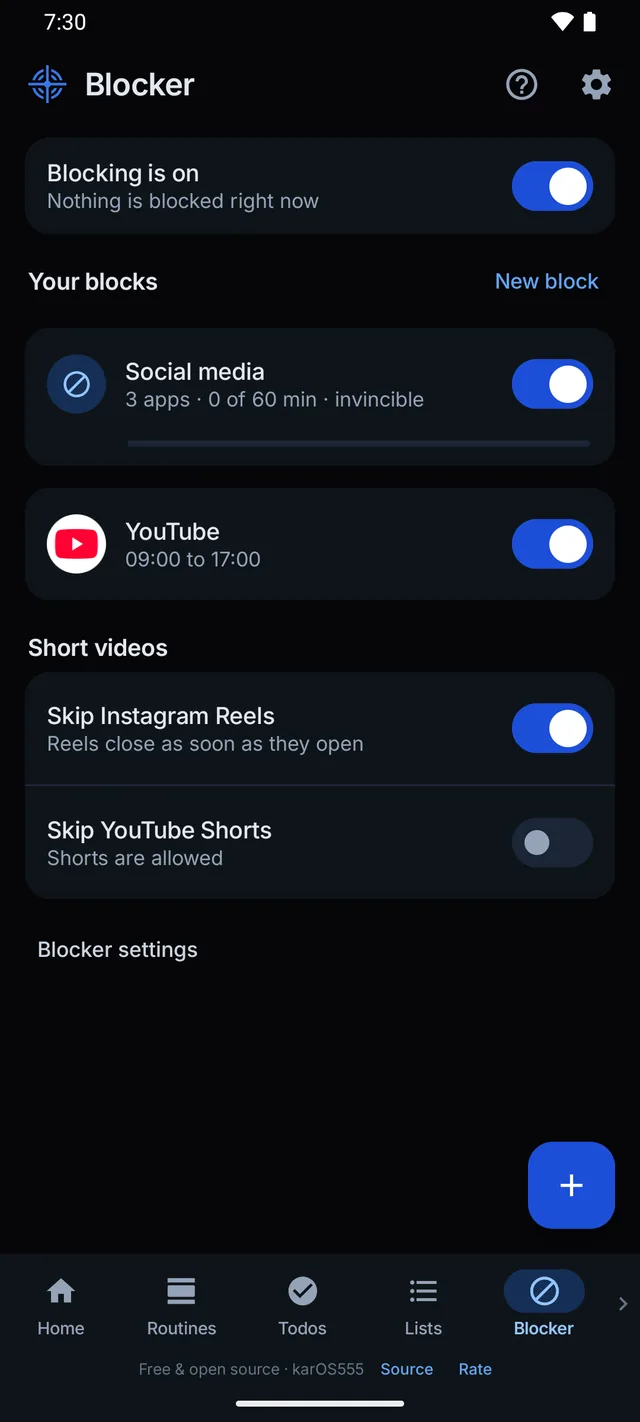 7:30
Blocker
Blocking is on
Nothing is blocked right now
Your blocks
New block
Social media
3 apps · 0 of 60 min · invincible
YouTube
09:00 to 17:00
Short videos
Skip Instagram Reels
Reels close as soon as they open
Skip YouTube Shorts
Shorts are allowed
Blocker settings
Home Routines Todos Lists Blocker
Free & open source · karOS555 Source Rate